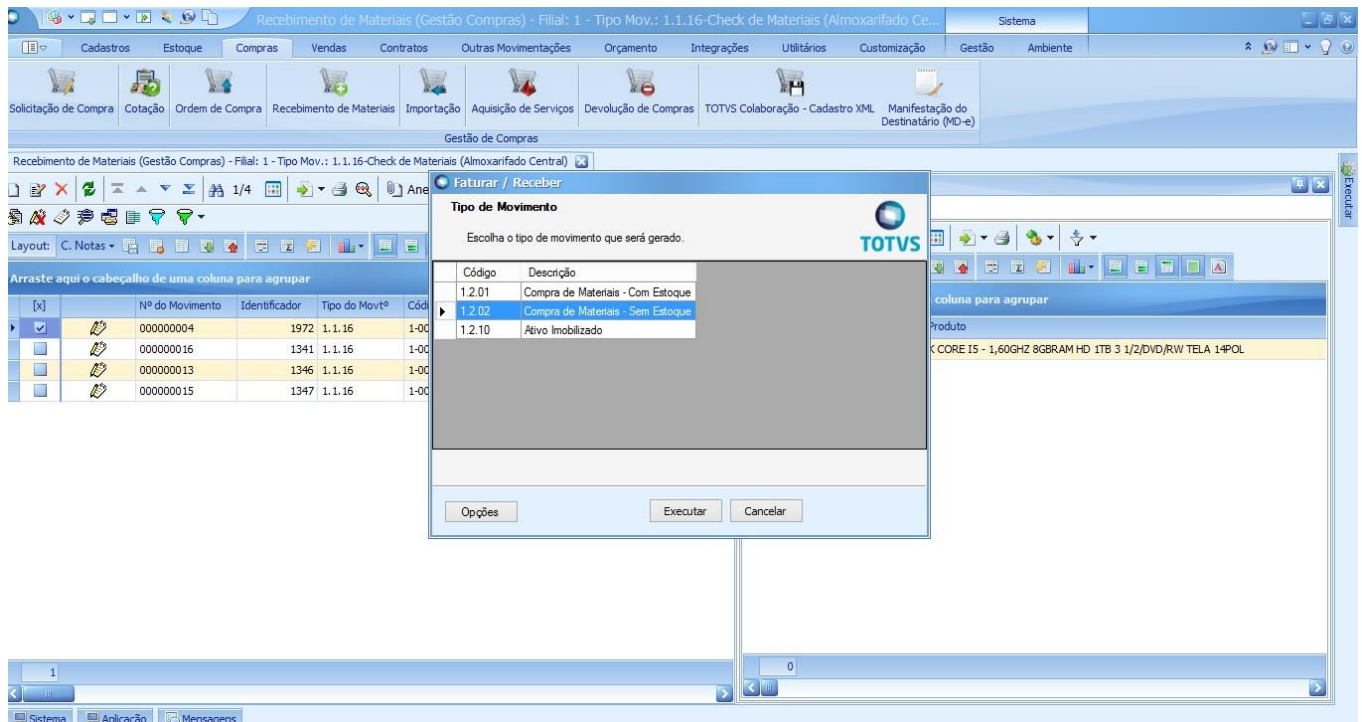 Recebimento de Materiais (Gestão Compras) - Filial: 1 - Tipo Mov.: 1.1.16-Check de Materiais (Almoxarifado Ce...
Sistema
Cadastros Estoque Compras Vendas Contratos Outras Movimentações Orçamento Integrações Utilitários Customização Gestão Ambiente
Solicitação de Compra Cotação Ordem de Compra Recebimento de Materiais Importação Aquisição de Serviços Devolução de Compras TOTVS Colaboração - Cadastro XML Manifestação do
Destinatário (MD-e)
Gestão de Compras
Recebimento de Materiais (Gestão Compras) - Filial: 1 - Tipo Mov.: 1.1.16-Check de Materiais (Almoxarifado Central)
Executar
1/4 Ane
Layout: C. Notas
Arraste aqui o cabeçalho de uma coluna para agrupar
[x] Nº do Movimento Identificador Tipo do Movtº Códi
000000004 1972 1.1.16 1-00
000000016 1341 1.1.16 1-00
000000013 1346 1.1.16 1-00
000000015 1347 1.1.16 1-00
Faturar / Receber
Tipo de Movimento
Escolha o tipo de movimento que será gerado.
TOTVS
Código Descrição
1.2.01 Compra de Materiais - Com Estoque
1.2.02 Compra de Materiais - Sem Estoque
1.2.10 Ativo Imobilizado
Opções Executar Cancelar
coluna para agrupar
Produto
K CORE I5 - 1,60GHZ 8GBRAM HD 1TB 3 1/2/DVD/RW TELA 14POL
1
0
Sistema Aplicação Mensagens